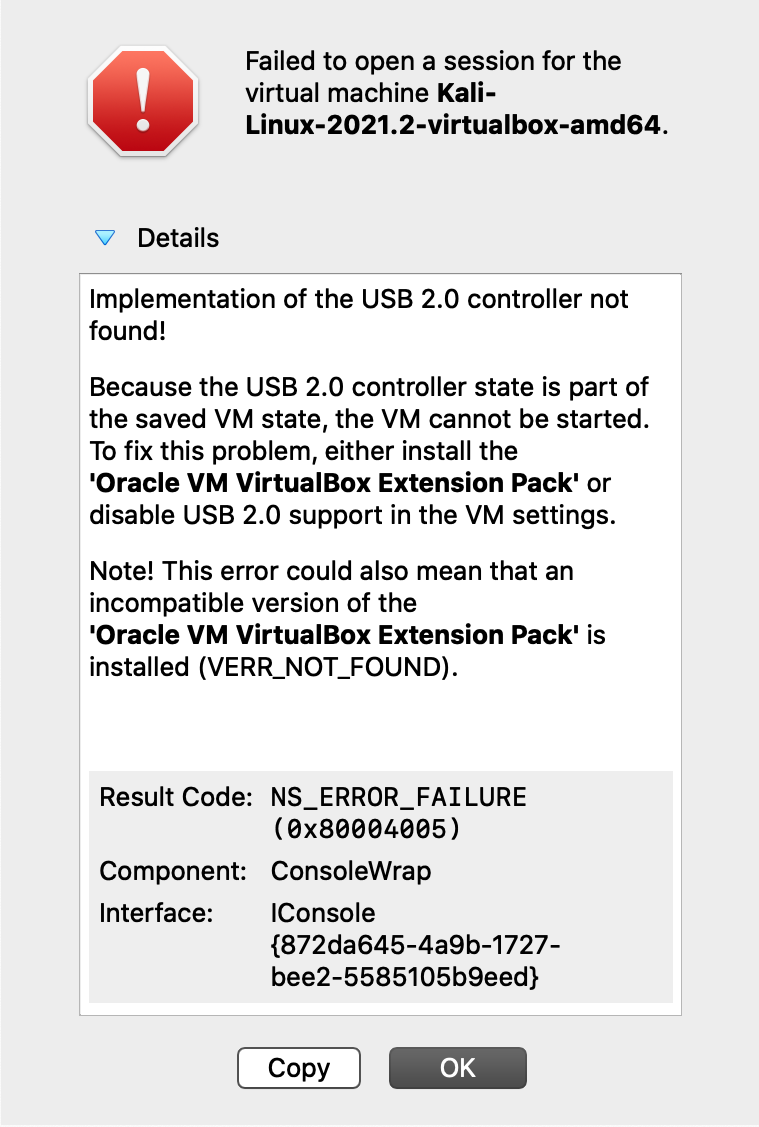 Failed to open a session for the
virtual machine Kali-
Linux-2021.2-virtualbox-amd64.
Details
Implementation of the USB 2.0 controller not
found!
Because the USB 2.0 controller state is part of
the saved VM state, the VM cannot be started.
To fix this problem, either install the
'Oracle VM VirtualBox Extension Pack' or
disable USB 2.0 support in the VM settings.
Note! This error could also mean that an
incompatible version of the
'Oracle VM VirtualBox Extension Pack' is
installed (VERR_NOT_FOUND).
Result Code: NS_ERROR_FAILURE
(0x80004005)
Component: ConsoleWrap
Interface: IConsole
{872da645-4a9b-1727-
bee2-5585105b9eed}
Copy OK